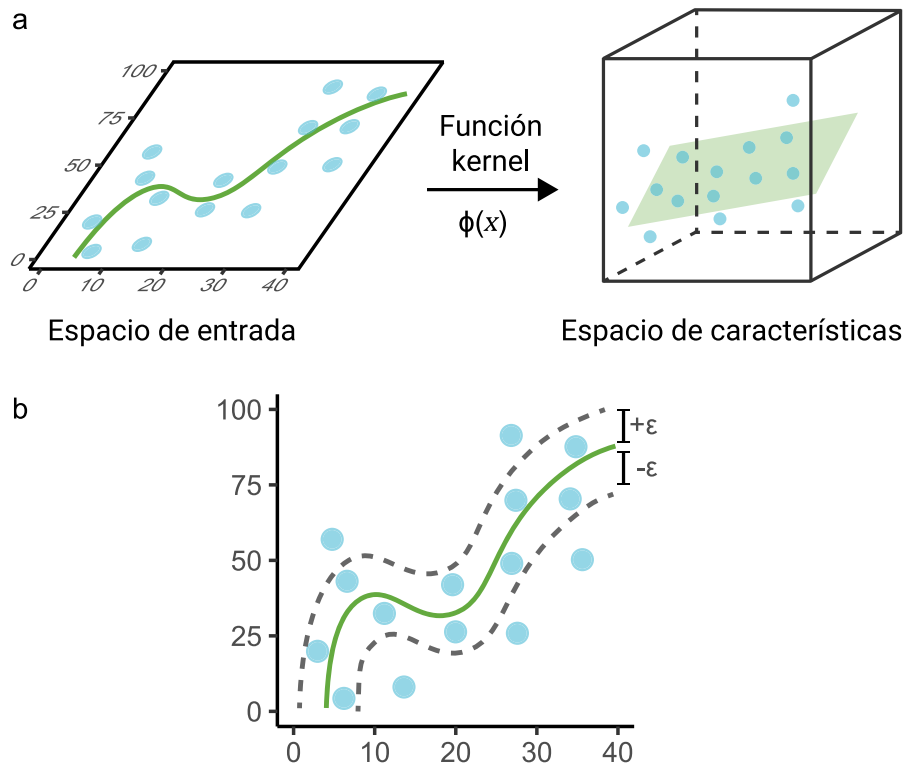 a
100
75
50
25
0
0
10
20
30
40
Espacio de entrada
Función
kernel
ϕ(x)
Espacio de características
b
100
75
50
25
0
0
10
20
30
40
+ε
-ε